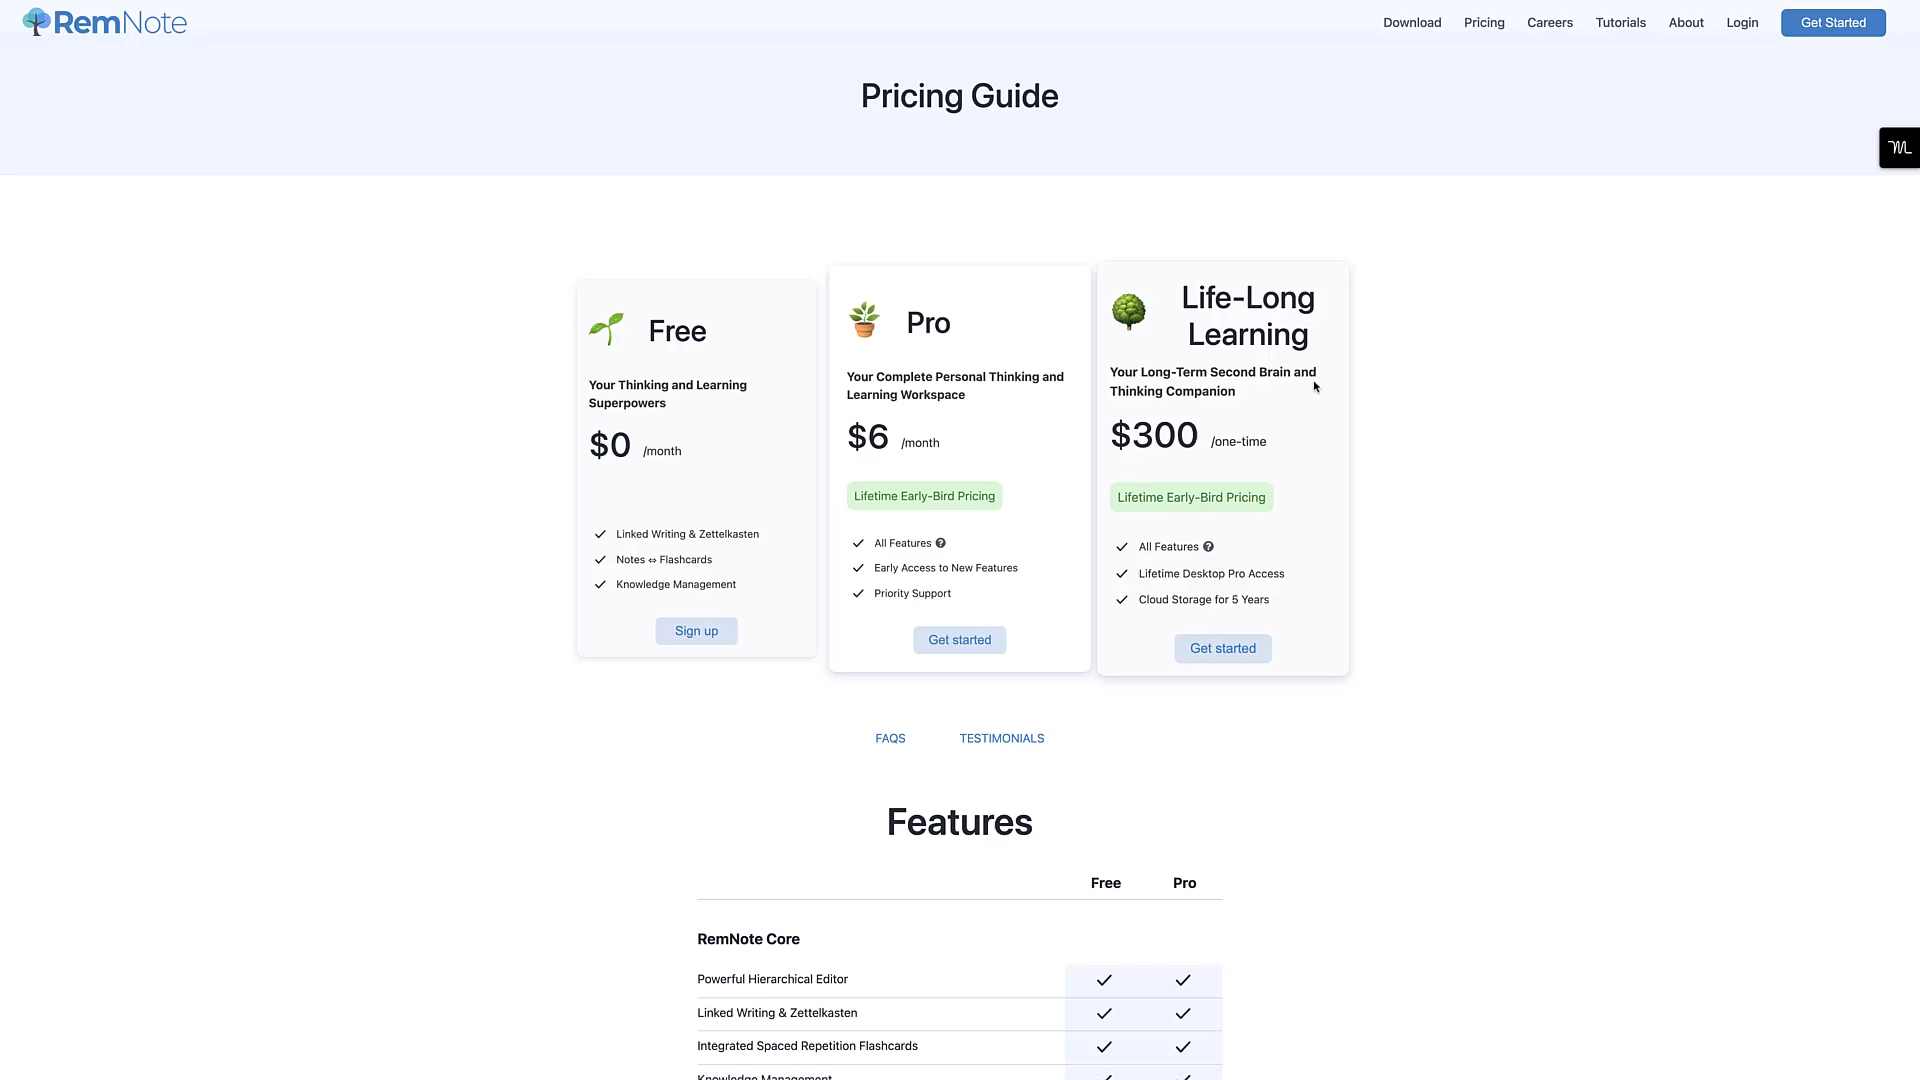 RemNote
Download
Pricing
Careers
Tutorials
About
Login
Get Started
Pricing Guide
Free
Your Thinking and Learning
Superpowers
$0 /month
Linked Writing & Zettelkasten
Notes ⇔ Flashcards
Knowledge Management
Sign up
Pro
Your Complete Personal Thinking and
Learning Workspace
$6 /month
Lifetime Early-Bird Pricing
All Features ?
Early Access to New Features
Priority Support
Get started
Life-Long
Learning
Your Long-Term Second Brain and
Thinking Companion
$300 /one-time
Lifetime Early-Bird Pricing
All Features ?
Lifetime Desktop Pro Access
Cloud Storage for 5 Years
Get started
FAQS
TESTIMONIALS
Features
Free Pro
RemNote Core
Powerful Hierarchical Editor
Linked Writing & Zettelkasten
Integrated Spaced Repetition Flashcards
Knowledge Management